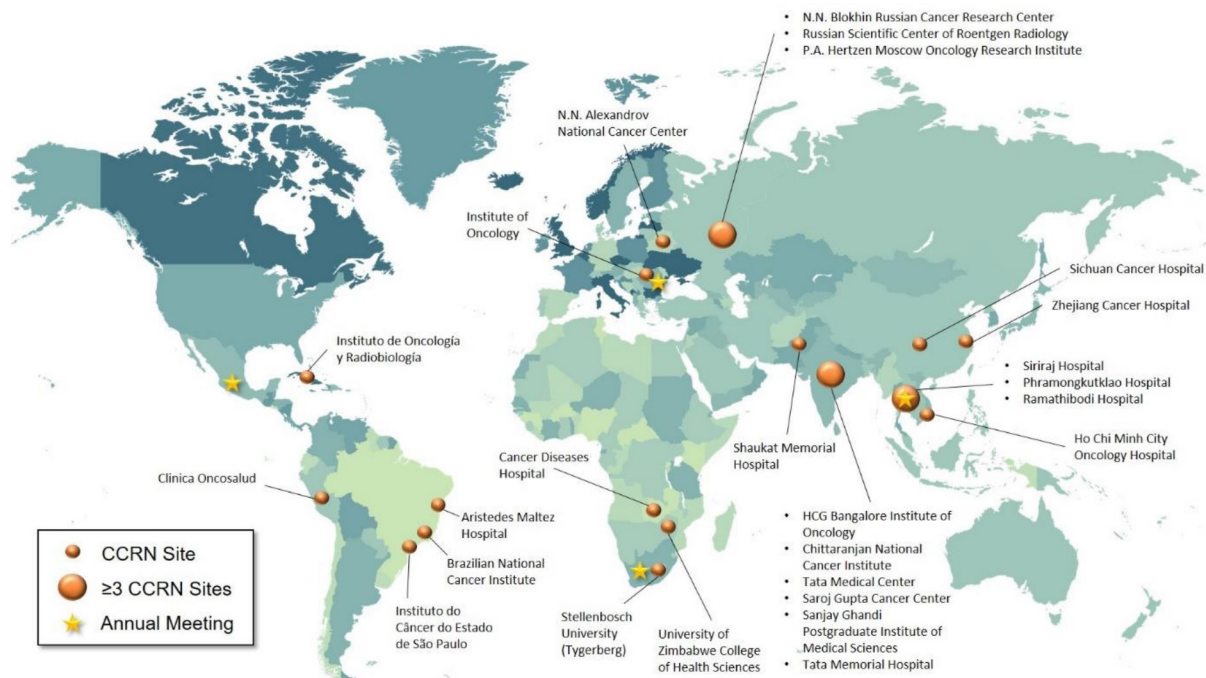 • N.N. Blokhin Russian Cancer Research Center
• Russian Scientific Center of Roentgen Radiology
• P.A. Hertzen Moscow Oncology Research Institute
N.N. Alexandrov
National Cancer Center
Institute of
Oncology
Sichuan Cancer Hospital
Zhejiang Cancer Hospital
Instituto de Oncología
y Radiobiología
• Siriraj Hospital
• Phramongkutklao Hospital
• Ramathibodi Hospital
Shaukat Memorial
Hospital
Ho Chi Minh City
Oncology Hospital
Cancer Diseases
Hospital
Clinica Oncosalud
Aristedes Maltez
Hospital
Brazilian National
Cancer Institute
Instituto do
Câncer do Estado
de São Paulo
Stellenbosch
University
(Tygerberg)
University of
Zimbabwe College
of Health Sciences
• HCG Bangalore Institute of
Oncology
• Chittaranjan National
Cancer Institute
• Tata Medical Center
• Saroj Gupta Cancer Center
• Sanjay Ghandi
Postgraduate Institute of
Medical Sciences
• Tata Memorial Hospital
CCRN Site
≥3 CCRN Sites
Annual Meeting